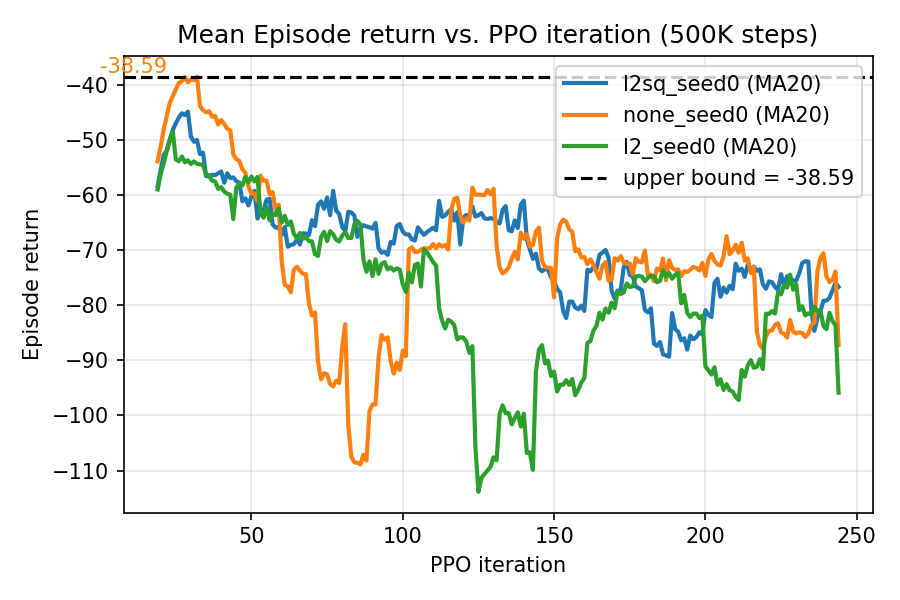 Mean Episode return vs. PPO iteration (500K steps)
-38.59
l2sq_seed0 (MA20)
none_seed0 (MA20)
l2_seed0 (MA20)
upper bound = -38.59
Episode return
−40
−50
−60
−70
−80
−90
−100
−110
50
100
150
200
250
PPO iteration